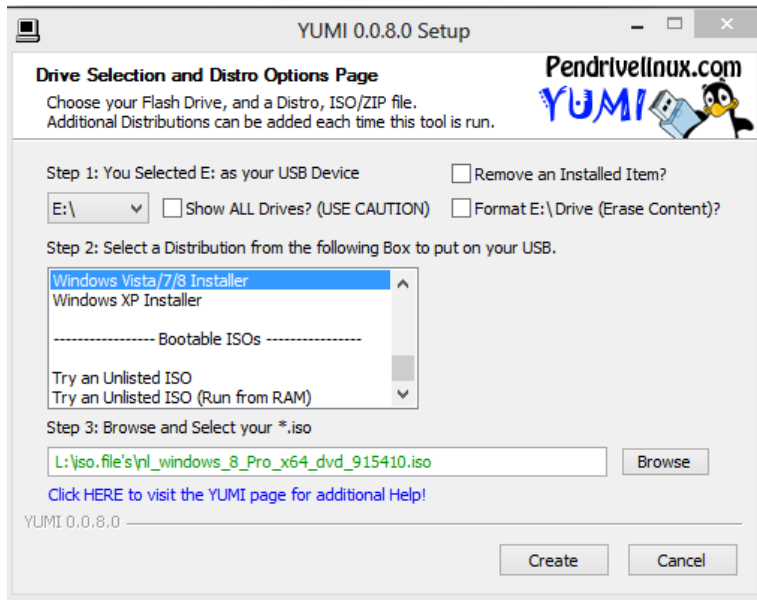 YUMI 0.0.8.0 Setup
Drive Selection and Distro Options Page
Choose your Flash Drive, and a Distro, ISO/ZIP file.
Additional Distributions can be added each time this tool is run.
Pendrivelinux.com
YUMI
Step 1: You Selected E: as your USB Device
Remove an Installed Item?
E:\
Show ALL Drives? (USE CAUTION)
Format E:\ Drive (Erase Content)?
Step 2: Select a Distribution from the following Box to put on your USB.
Windows Vista/7/8 Installer
Windows XP Installer
----------------- Bootable ISOs ----------------
Try an Unlisted ISO
Try an Unlisted ISO (Run from RAM)
Step 3: Browse and Select your *.iso
L:\iso.file's\nl_windows_8_Pro_x64_dvd_915410.iso
Browse
Click HERE to visit the YUMI page for additional Help!
YUMI 0.0.8.0
Create
Cancel